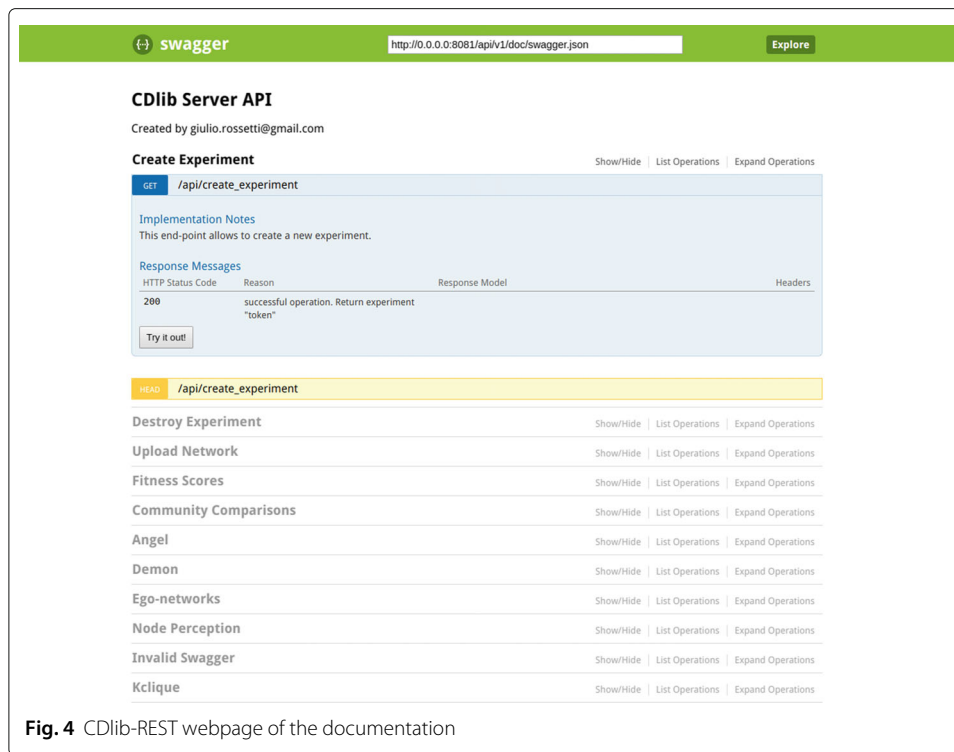 {··} swagger http://0.0.0.0:8081/api/v1/doc/swagger.json Explore
CDlib Server API
Created by giulio.rossetti@gmail.com
Create Experiment Show/Hide | List Operations | Expand Operations
GET /api/create_experiment
Implementation Notes
This end-point allows to create a new experiment.
Response Messages
HTTP Status Code Reason Response Model Headers
200 successful operation. Return experiment
"token"
Try it out!
HEAD /api/create_experiment
Destroy Experiment Show/Hide | List Operations | Expand Operations
Upload Network Show/Hide | List Operations | Expand Operations
Fitness Scores Show/Hide | List Operations | Expand Operations
Community Comparisons Show/Hide | List Operations | Expand Operations
Angel Show/Hide | List Operations | Expand Operations
Demon Show/Hide | List Operations | Expand Operations
Ego-networks Show/Hide | List Operations | Expand Operations
Node Perception Show/Hide | List Operations | Expand Operations
Invalid Swagger Show/Hide | List Operations | Expand Operations
Kclique Show/Hide | List Operations | Expand Operations
Fig. 4 CDlib-REST webpage of the documentation